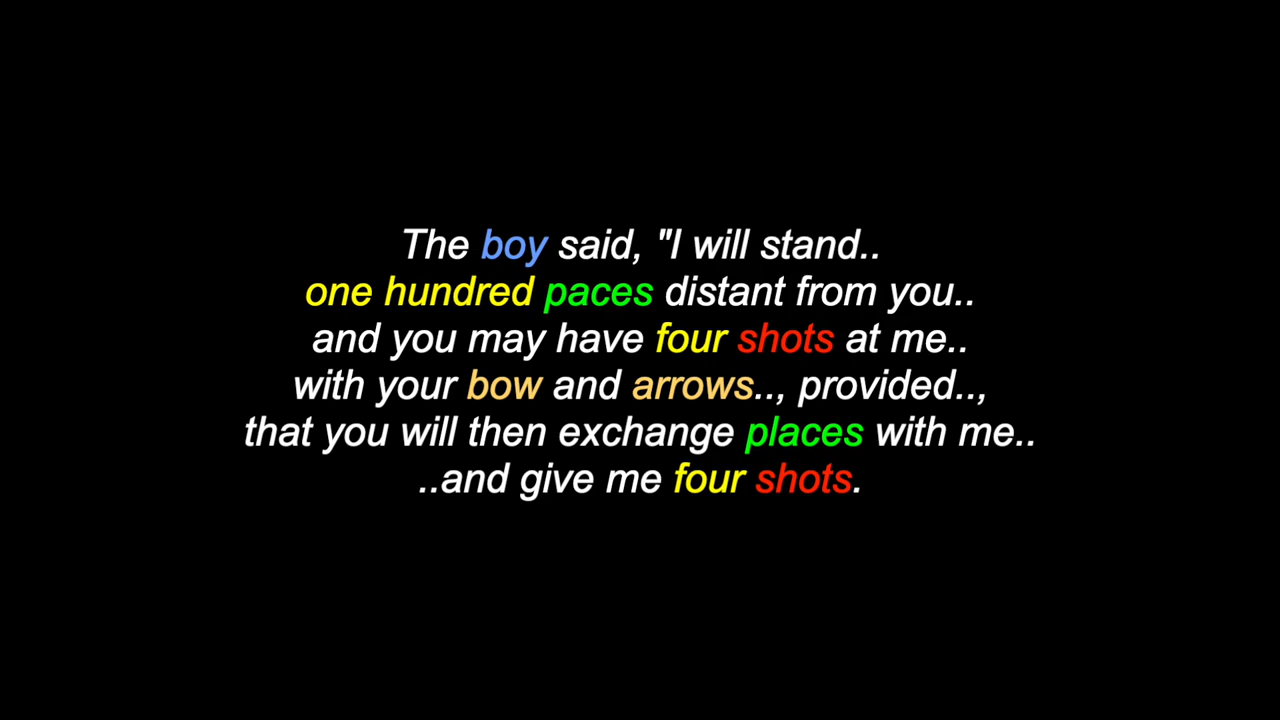 The boy said, "I will stand..
one hundred paces distant from you..
and you may have four shots at me..
with your bow and arrows.., provided..,
that you will then exchange places with me..
..and give me four shots.